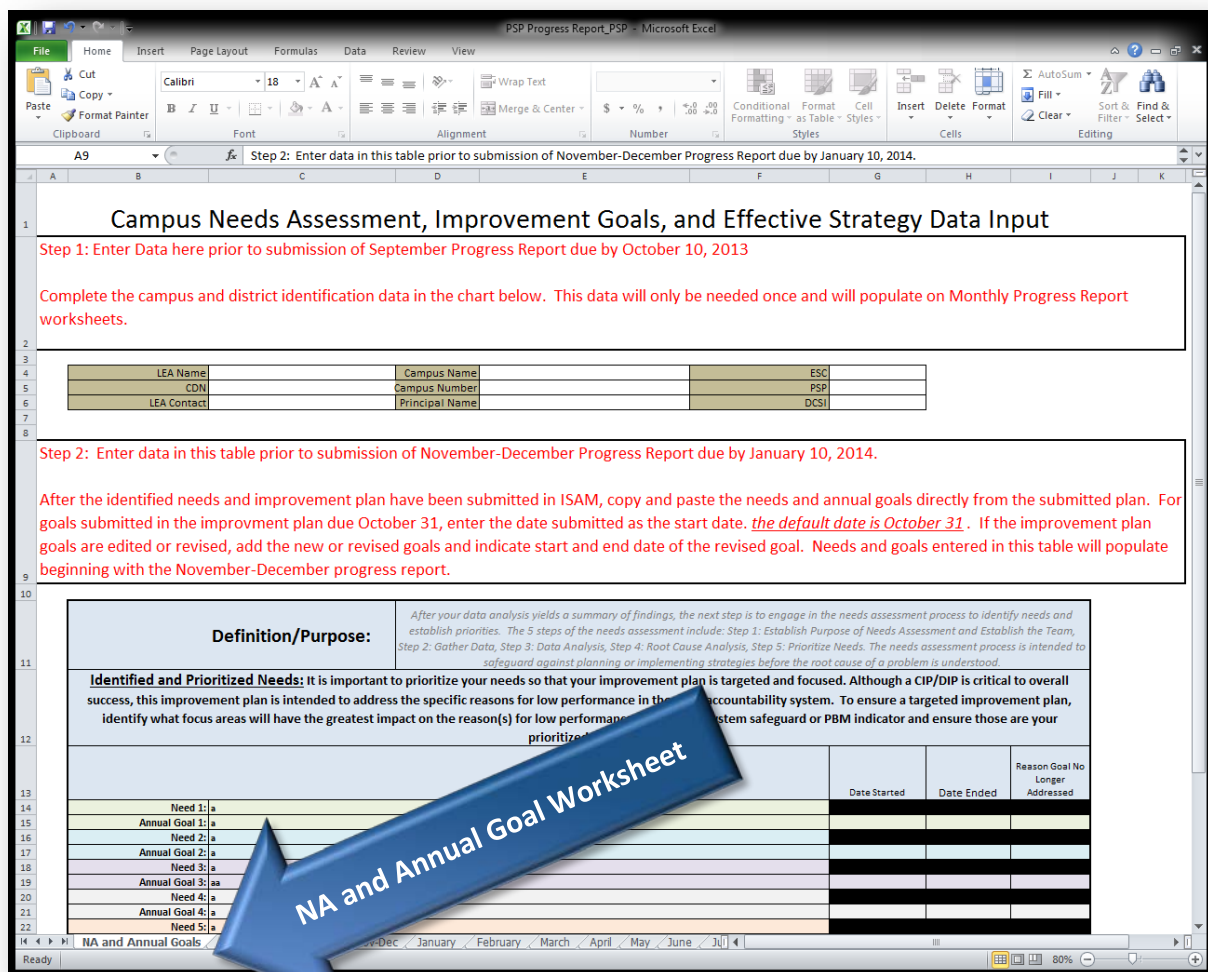 PSP Progress Report_PSP - Microsoft Excel
File Home Insert Page Layout Formulas Data Review View
Paste
Cut
Copy
Format Painter
Clipboard
Calibri 18
B I U
Font
Wrap Text
Merge & Center
Alignment
$ % ,
Number
Conditional Formatting
Format as Table
Cell Styles
Styles
Insert Delete Format
Cells
Σ AutoSum
Fill
Clear
Sort & Filter
Find & Select
Editing
A9 fx Step 2: Enter data in this table prior to submission of November-December Progress Report due by January 10, 2014.
A B C D E F G H I J K
1 Campus Needs Assessment, Improvement Goals, and Effective Strategy Data Input
Step 1: Enter Data here prior to submission of September Progress Report due by October 10, 2013
Complete the campus and district identification data in the chart below. This data will only be needed once and will populate on Monthly Progress Report
worksheets.
2
3
4 LEA Name Campus Name ESC
5 CDN Campus Number PSP
6 LEA Contact Principal Name DCSI
7
8
Step 2: Enter data in this table prior to submission of November-December Progress Report due by January 10, 2014.
After the identified needs and improvement plan have been submitted in ISAM, copy and paste the needs and annual goals directly from the submitted plan. For
goals submitted in the improvment plan due October 31, enter the date submitted as the start date. the default date is October 31 . If the improvement plan
goals are edited or revised, add the new or revised goals and indicate start and end date of the revised goal. Needs and goals entered in this table will populate
9 beginning with the November-December progress report.
10
11 Definition/Purpose:
After your data analysis yields a summary of findings, the next step is to engage in the needs assessment process to identify needs and
establish priorities. The 5 steps of the needs assessment include: Step 1: Establish Purpose of Needs Assessment and Establish the Team,
Step 2: Gather Data, Step 3: Data Analysis, Step 4: Root Cause Analysis, Step 5: Prioritize Needs. The needs assessment process is intended to
safeguard against planning or implementing strategies before the root cause of a problem is understood.
Identified and Prioritized Needs: It is important to prioritize your needs so that your improvement plan is targeted and focused. Although a CIP/DIP is critical to overall
success, this improvement plan is intended to address the specific reasons for low performance in the accountability system. To ensure a targeted improvement plan,
identify what focus areas will have the greatest impact on the reason(s) for low performance system safeguard or PBM indicator and ensure those are your
12 prioritized
13 Date Started Date Ended Reason Goal No Longer Addressed
14 Need 1: a
15 Annual Goal 1: a
16 Need 2: a
17 Annual Goal 2: a
18 Need 3: a
19 Annual Goal 3: aa
20 Need 4: a
21 Annual Goal 4: a
22 Need 5: a
NA and Annual Goal Worksheet
NA and Annual Goals January February March April May June
Ready 80%